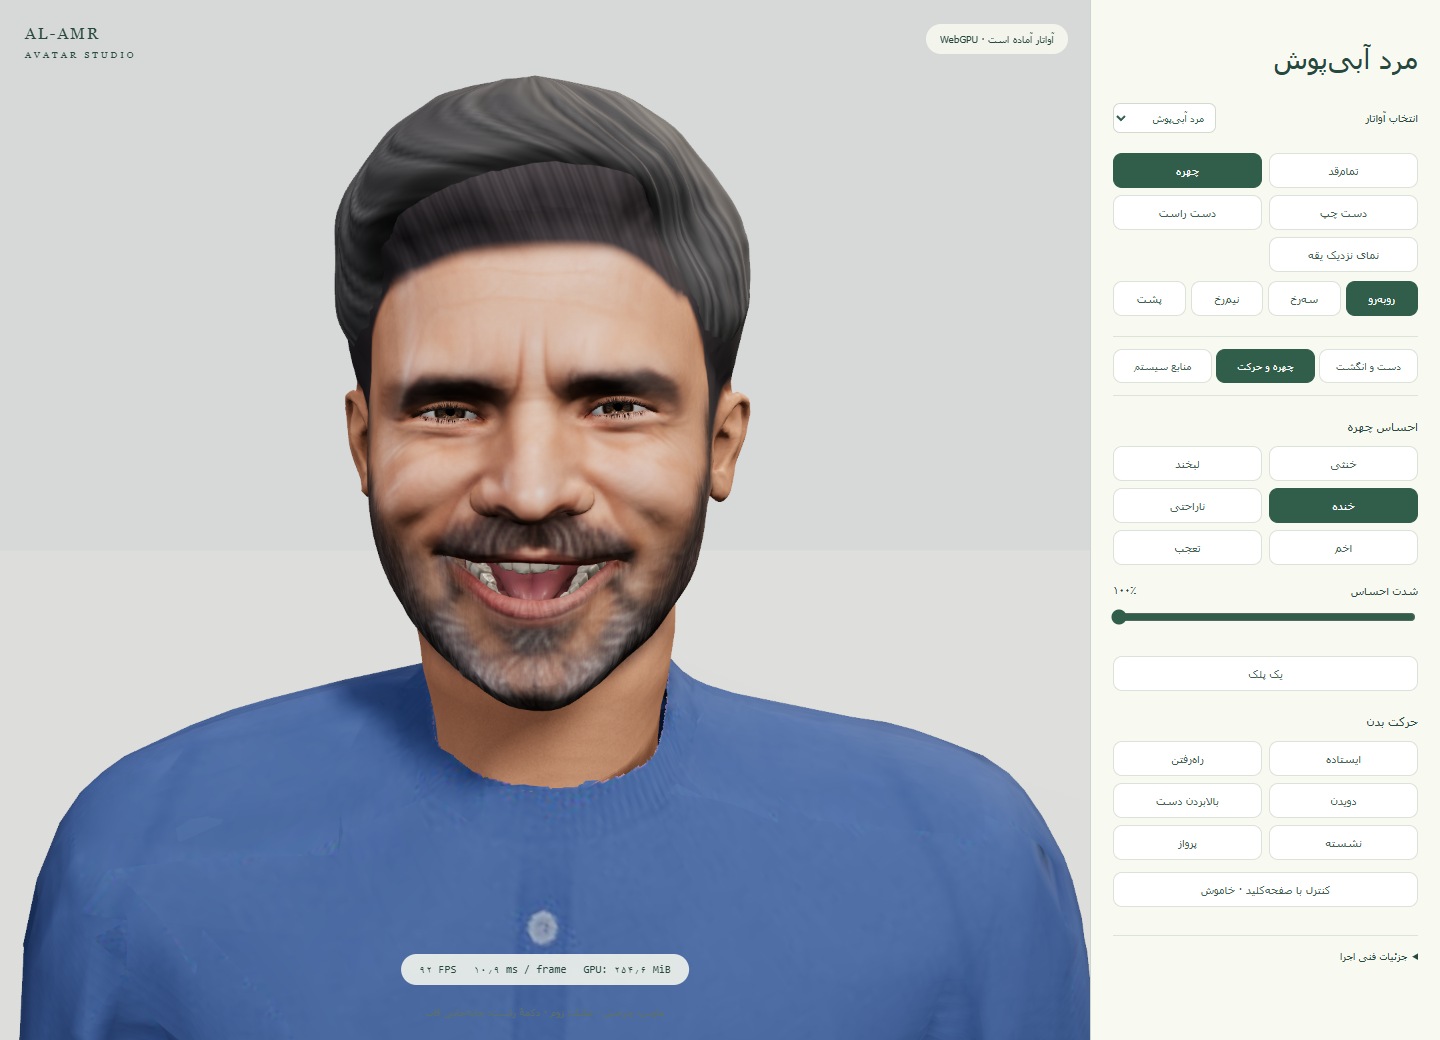 AL-AMR
AVATAR STUDIO
آواتار آماده است · WebGPU
مرد آبی‌پوش
انتخاب آواتار
مرد آبی‌پوش
تمام‌قد
چهره
دست چپ
دست راست
نمای نزدیک یقه
روبه‌رو
سه‌رخ
نیم‌رخ
پشت
دست و انگشت
چهره و حرکت
منابع سیستم
احساس چهره
خنثی
لبخند
خنده
ناراحتی
اخم
تعجب
شدت احساس
۱۰۰٪
یک پلک
حرکت بدن
ایستاده
راه‌رفتن
دویدن
بالابردن دست
نشسته
پرواز
کنترل با صفحه‌کلید · خاموش
جزئیات فنی اجرا
۹۲ FPS ۱۰٫۹ ms / frame GPU: ۲۵۴٫۶ MiB